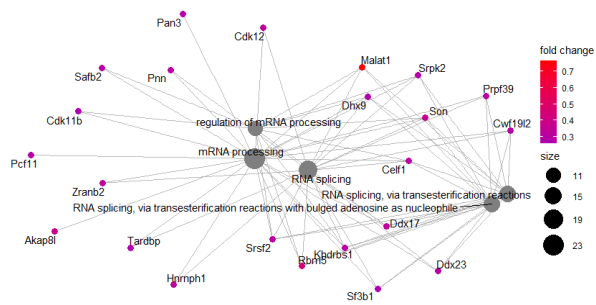 Pan3
Cdk12
Malat1
Srpk2
Safb2
Pnn
Prpf39
Dhx9
Son
Cdk11b
regulation of mRNA processing
Cwf19l2
mRNA processing
Pcf11
RNA splicing
Celf1
Zranb2
RNA splicing, via transesterification reactions
RNA splicing, via transesterification reactions with bulged adenosine as nucleophile
Akap8l
Ddx17
Tardbp
Srsf2
Khdrbs1
Rbm5
Ddx23
Hnrnph1
Sf3b1
fold change
0.7
0.6
0.5
0.4
0.3
size
11
15
19
23